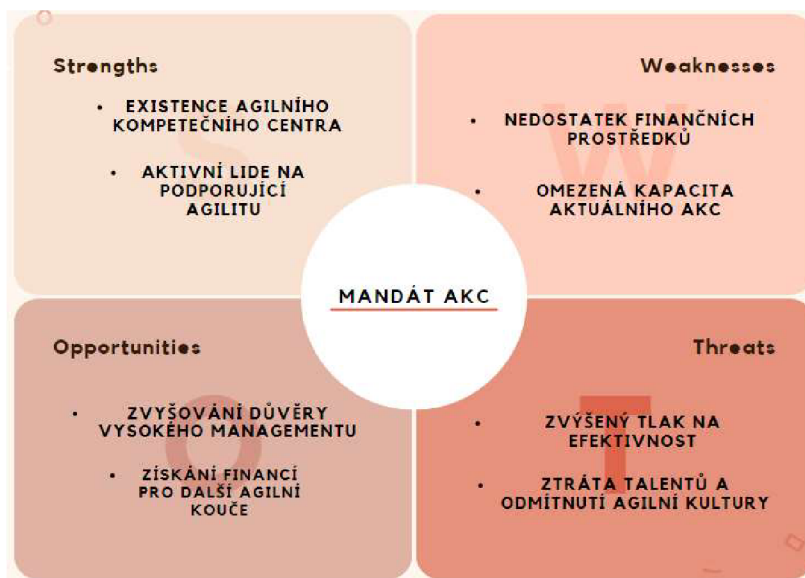 Strengths
• EXISTENCE AGILNÍHO
KOMPETEČNÍHO CENTRA
• AKTIVNÍ LIDE NA
PODPORUJÍCÍ
AGILITU
Weaknesses
• NEDOSTATEK FINANČNÍCH
PROSTŘEDKŮ
• OMEZENÁ KAPACITA
AKTUÁLNÍHO AKC
MANDÁT AKC
Opportunities
• ZVYŠOVÁNÍ DŮVĚRY
VYSOKÉHO MANAGEMENTU
• ZÍSKÁNÍ FINANCÍ
PRO DALŠÍ AGILNÍ
KOUČE
Threats
• ZVÝŠENÝ TLAK NA
EFEKTIVNOST
• ZTRÁTA TALENTŮ A
ODMÍTNUTÍ AGILNÍ KULTURY
S
W
O
T